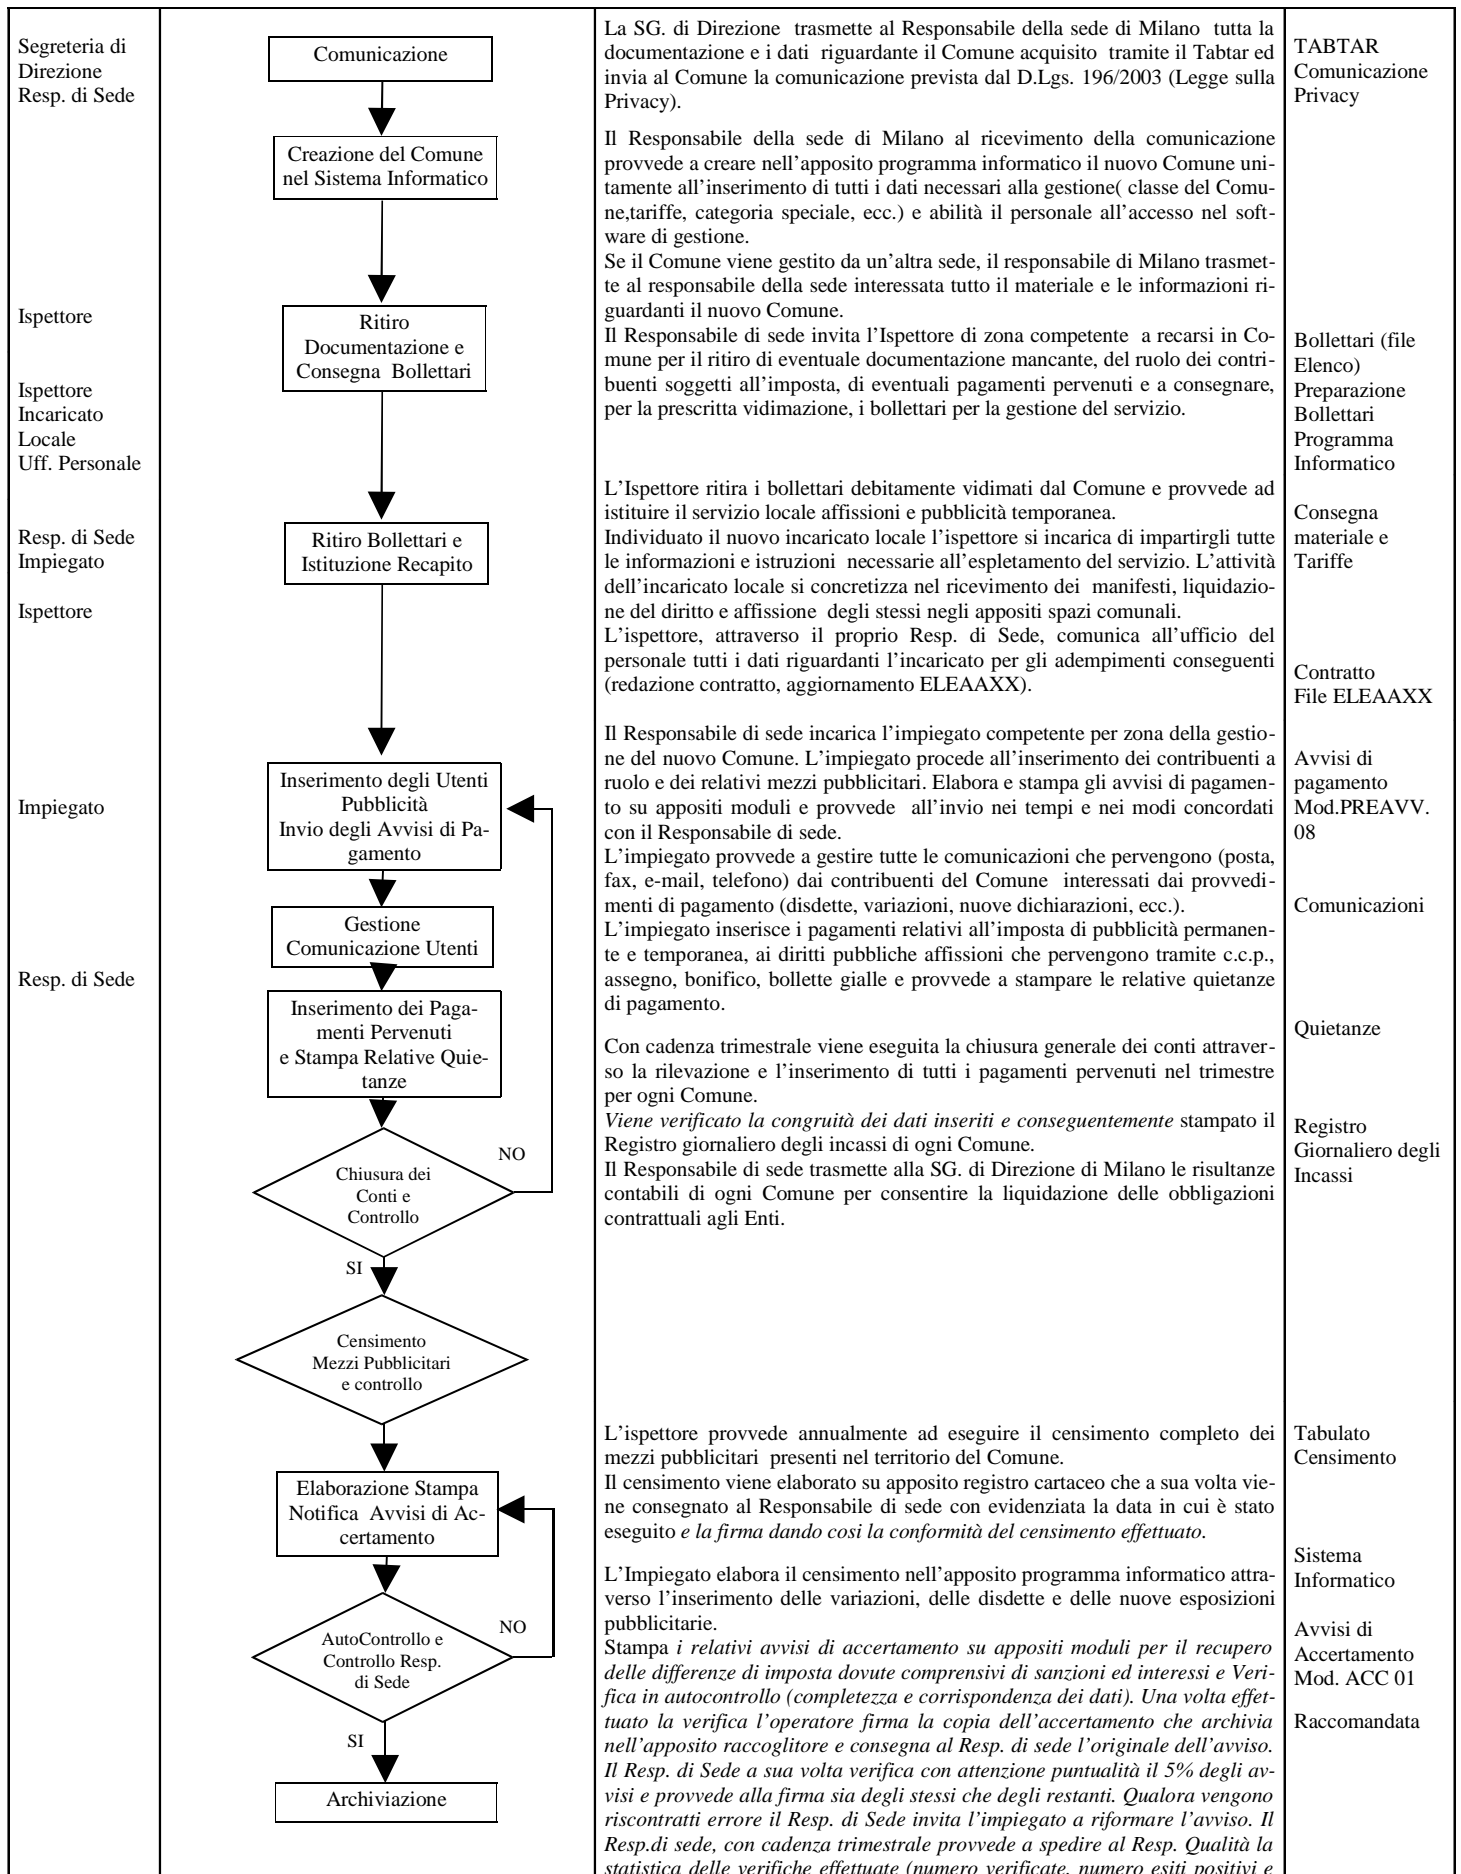 Segreteria di
Direzione
Resp. di Sede
Ispettore
Ispettore
Incaricato
Locale
Uff. Personale
Resp. di Sede
Impiegato
Ispettore
Impiegato
Resp. di Sede
Comunicazione
Creazione del Comune
nel Sistema Informatico
Ritiro
Documentazione e
Consegna Bollettari
Ritiro Bollettari e
Istituzione Recapito
Inserimento degli Utenti
Pubblicità
Invio degli Avvisi di Pa-
gamento
Gestione
Comunicazione Utenti
Inserimento dei Paga-
menti Pervenuti
e Stampa Relative Quie-
tanze
NO
Chiusura dei
Conti e
Controllo
SI
Censimento
Mezzi Pubblicitari
e controllo
Elaborazione Stampa
Notifica Avvisi di Ac-
certamento
NO
AutoControllo e
Controllo Resp.
di Sede
SI
Archiviazione
La SG. di Direzione trasmette al Responsabile della sede di Milano tutta la
documentazione e i dati riguardante il Comune acquisito tramite il Tabtar ed
invia al Comune la comunicazione prevista dal D.Lgs. 196/2003 (Legge sulla
Privacy).
Il Responsabile della sede di Milano al ricevimento della comunicazione
provvede a creare nell'apposito programma informatico il nuovo Comune uni-
tamente all'inserimento di tutti i dati necessari alla gestione( classe del Comu-
ne,tariffe, categoria speciale, ecc.) e abilità il personale all'accesso nel soft-
ware di gestione.
Se il Comune viene gestito da un'altra sede, il responsabile di Milano trasmet-
te al responsabile della sede interessata tutto il materiale e le informazioni ri-
guardanti il nuovo Comune.
Il Responsabile di sede invita l'Ispettore di zona competente a recarsi in Co-
mune per il ritiro di eventuale documentazione mancante, del ruolo dei contri-
buenti soggetti all'imposta, di eventuali pagamenti pervenuti e a consegnare,
per la prescritta vidimazione, i bollettari per la gestione del servizio.
L'Ispettore ritira i bollettari debitamente vidimati dal Comune e provvede ad
istituire il servizio locale affissioni e pubblicità temporanea.
Individuato il nuovo incaricato locale l'ispettore si incarica di impartirgli tutte
le informazioni e istruzioni necessarie all'espletamento del servizio. L'attività
dell'incaricato locale si concretizza nel ricevimento dei manifesti, liquidazio-
ne del diritto e affissione degli stessi negli appositi spazi comunali.
L'ispettore, attraverso il proprio Resp. di Sede, comunica all'ufficio del
personale tutti i dati riguardanti l'incaricato per gli adempimenti conseguenti
(redazione contratto, aggiornamento ELEAAXX).
Il Responsabile di sede incarica l'impiegato competente per zona della gestio-
ne del nuovo Comune. L'impiegato procede all'inserimento dei contribuenti a
ruolo e dei relativi mezzi pubblicitari. Elabora e stampa gli avvisi di pagamen-
to su appositi moduli e provvede all'invio nei tempi e nei modi concordati
con il Responsabile di sede.
L'impiegato provvede a gestire tutte le comunicazioni che pervengono (posta,
fax, e-mail, telefono) dai contribuenti del Comune interessati dai provvedi-
menti di pagamento (disdette, variazioni, nuove dichiarazioni, ecc.).
L'impiegato inserisce i pagamenti relativi all'imposta di pubblicità permanen-
te e temporanea, ai diritti pubbliche affissioni che pervengono tramite c.c.p.,
assegno, bonifico, bollette gialle e provvede a stampare le relative quietanze
di pagamento.
Con cadenza trimestrale viene eseguita la chiusura generale dei conti attraver-
so la rilevazione e l'inserimento di tutti i pagamenti pervenuti nel trimestre
per ogni Comune.
Viene verificato la congruità dei dati inseriti e conseguentemente stampato il
Registro giornaliero degli incassi di ogni Comune.
Il Responsabile di sede trasmette alla SG. di Direzione di Milano le risultanze
contabili di ogni Comune per consentire la liquidazione delle obbligazioni
contrattuali agli Enti.
L'ispettore provvede annualmente ad eseguire il censimento completo dei
mezzi pubblicitari presenti nel territorio del Comune.
Il censimento viene elaborato su apposito registro cartaceo che a sua volta vie-
ne consegnato al Responsabile di sede con evidenziata la data in cui è stato
eseguito e la firma dando cosi la conformità del censimento effettuato.
L'Impiegato elabora il censimento nell'apposito programma informatico attra-
verso l'inserimento delle variazioni, delle disdette e delle nuove esposizioni
pubblicitarie.
Stampa i relativi avvisi di accertamento su appositi moduli per il recupero
delle differenze di imposta dovute comprensivi di sanzioni ed interessi e Veri-
fica in autocontrollo (completezza e corrispondenza dei dati). Una volta effet-
tuato la verifica l'operatore firma la copia dell'accertamento che archivia
nell'apposito raccoglitore e consegna al Resp. di sede l'originale dell'avviso.
Il Resp. di Sede a sua volta verifica con attenzione puntualità il 5% degli av-
visi e provvede alla firma sia degli stessi che degli restanti. Qualora vengono
riscontratti errore il Resp. di Sede invita l'impiegato a riformare l'avviso. Il
Resp.di sede, con cadenza trimestrale provvede a spedire al Resp. Qualità la
statistica delle verifiche effettuate (numero verificate, numero esiti positivi e
TABTAR
Comunicazione
Privacy
Bollettari (file
Elenco)
Preparazione
Bollettari
Programma
Informatico
Consegna
materiale e
Tariffe
Contratto
File ELEAAXX
Avvisi di
pagamento
Mod.PREAVV.
08
Comunicazioni
Quietanze
Registro
Giornaliero degli
Incassi
Tabulato
Censimento
Sistema
Informatico
Avvisi di
Accertamento
Mod. ACC 01
Raccomandata